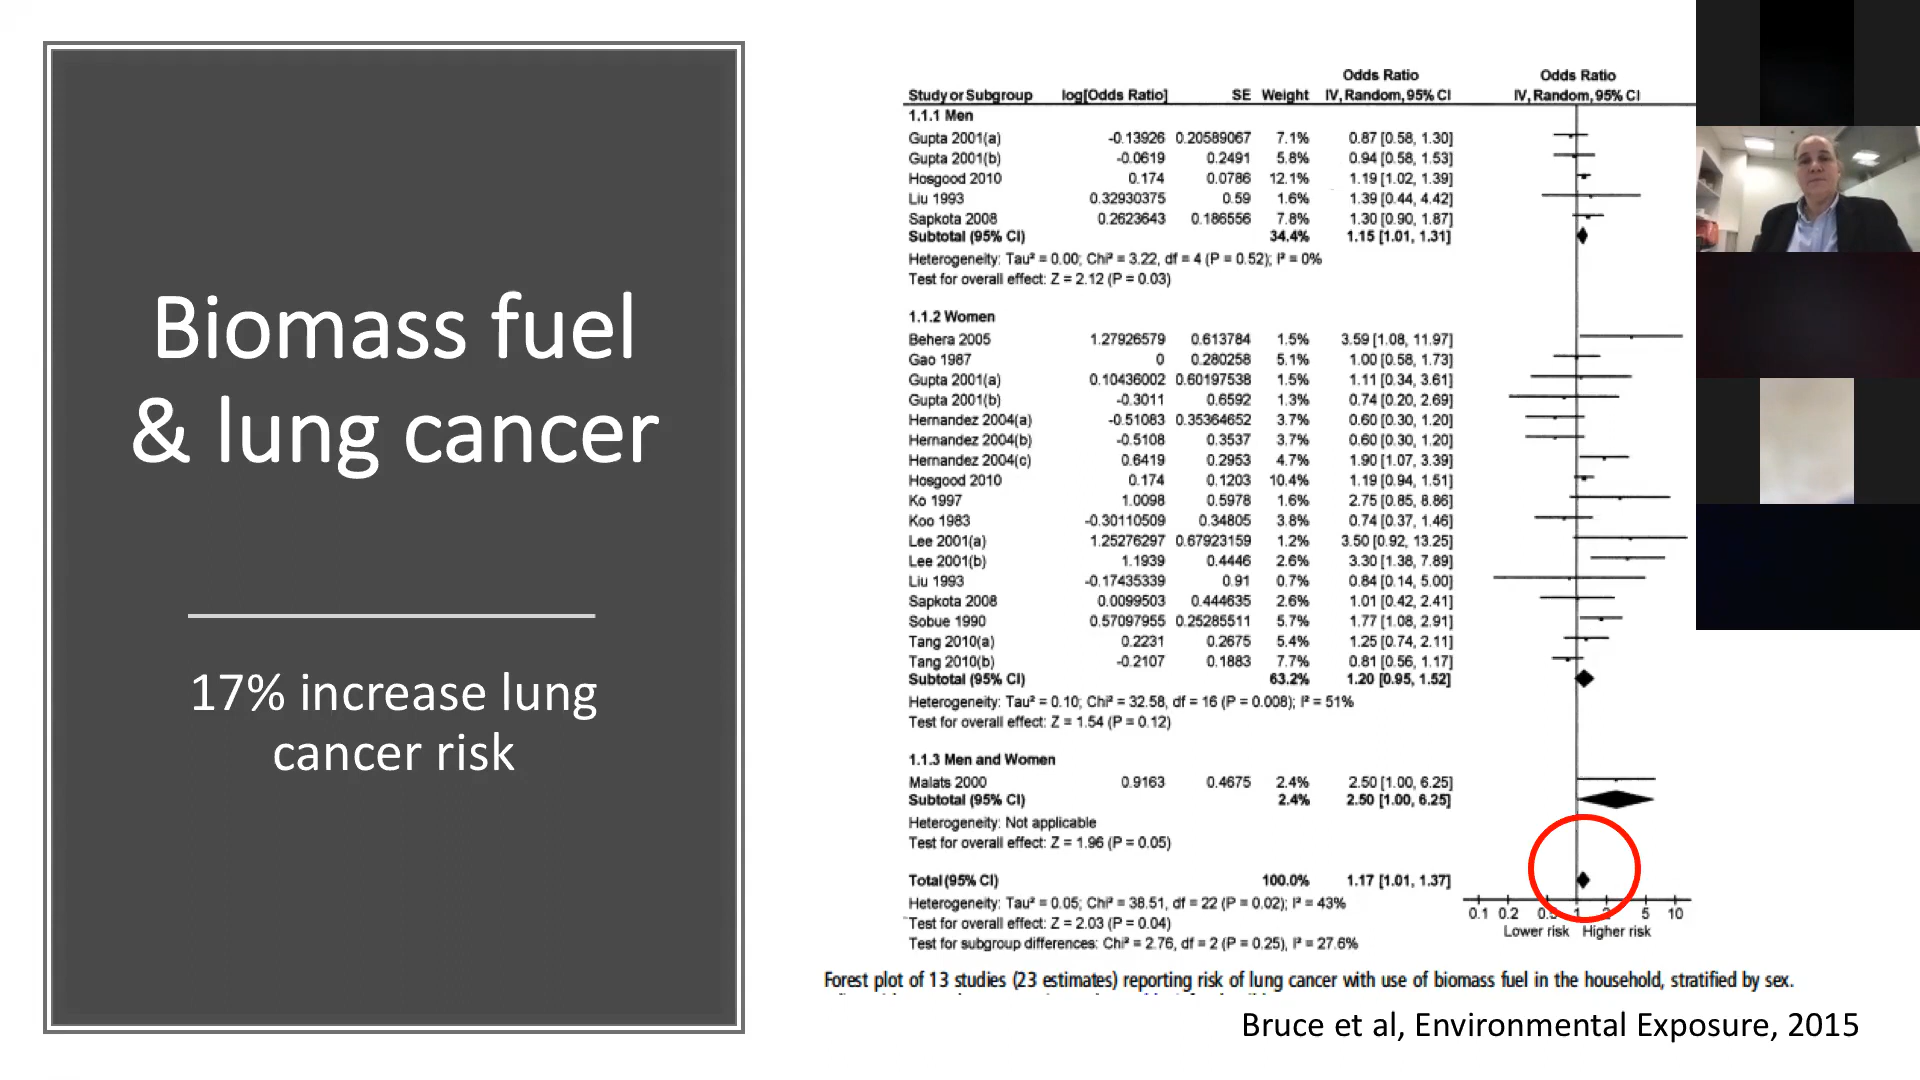 Biomass fuel
& lung cancer
17% increase lung
cancer risk
Odds Ratio Odds Ratio
Study or Subgroup log[Odds Ratio] SE Weight IV, Random, 95% CI IV, Random, 95% CI
1.1.1 Men
Gupta 2001(a) -0.13926 0.20589067 7.1% 0.87 [0.58, 1.30]
Gupta 2001(b) -0.0619 0.2491 5.8% 0.94 [0.58, 1.53]
Hosgood 2010 0.174 0.0786 12.1% 1.19 [1.02, 1.39]
Liu 1993 0.32930375 0.59 1.6% 1.39 [0.44, 4.42]
Sapkota 2008 0.2623643 0.186556 7.8% 1.30 [0.90, 1.87]
Subtotal (95% CI) 34.4% 1.15 [1.01, 1.31]
Heterogeneity: Tau² = 0.00; Chi² = 3.22, df = 4 (P = 0.52); I² = 0%
Test for overall effect: Z = 2.12 (P = 0.03)
1.1.2 Women
Behera 2005 1.27926579 0.613784 1.5% 3.59 [1.08, 11.97]
Gao 1987 0 0.280258 5.1% 1.00 [0.58, 1.73]
Gupta 2001(a) 0.10436002 0.60197538 1.5% 1.11 [0.34, 3.61]
Gupta 2001(b) -0.3011 0.6592 1.3% 0.74 [0.20, 2.69]
Hernandez 2004(a) -0.51083 0.35364652 3.7% 0.60 [0.30, 1.20]
Hernandez 2004(b) -0.5108 0.3537 3.7% 0.60 [0.30, 1.20]
Hernandez 2004(c) 0.6419 0.2953 4.7% 1.90 [1.07, 3.39]
Hosgood 2010 0.174 0.1203 10.4% 1.19 [0.94, 1.51]
Ko 1997 1.0098 0.5978 1.6% 2.75 [0.85, 8.86]
Koo 1983 -0.30110509 0.34805 3.8% 0.74 [0.37, 1.46]
Lee 2001(a) 1.25276297 0.67923159 1.2% 3.50 [0.92, 13.25]
Lee 2001(b) 1.1939 0.4446 2.6% 3.30 [1.38, 7.89]
Liu 1993 -0.17435339 0.91 0.7% 0.84 [0.14, 5.00]
Sapkota 2008 0.0099503 0.444635 2.6% 1.01 [0.42, 2.41]
Sobue 1990 0.57097955 0.25285511 5.7% 1.77 [1.08, 2.91]
Tang 2010(a) 0.2231 0.2675 5.4% 1.25 [0.74, 2.11]
Tang 2010(b) -0.2107 0.1883 7.7% 0.81 [0.56, 1.17]
Subtotal (95% CI) 63.2% 1.20 [0.95, 1.52]
Heterogeneity: Tau² = 0.10; Chi² = 32.58, df = 16 (P = 0.008); I² = 51%
Test for overall effect: Z = 1.54 (P = 0.12)
1.1.3 Men and Women
Malats 2000 0.9163 0.4675 2.4% 2.50 [1.00, 6.25]
Subtotal (95% CI) 2.4% 2.50 [1.00, 6.25]
Heterogeneity: Not applicable
Test for overall effect: Z = 1.96 (P = 0.05)
Total (95% CI) 100.0% 1.17 [1.01, 1.37]
Heterogeneity: Tau² = 0.05; Chi² = 38.51, df = 22 (P = 0.02); I² = 43%
Test for overall effect: Z = 2.03 (P = 0.04)
Test for subgroup differences: Chi² = 2.76, df = 2 (P = 0.25), I² = 27.6%
0.1 0.2 1 5 10
Lower risk Higher risk
Forest plot of 13 studies (23 estimates) reporting risk of lung cancer with use of biomass fuel in the household, stratified by sex.
Bruce et al, Environmental Exposure, 2015